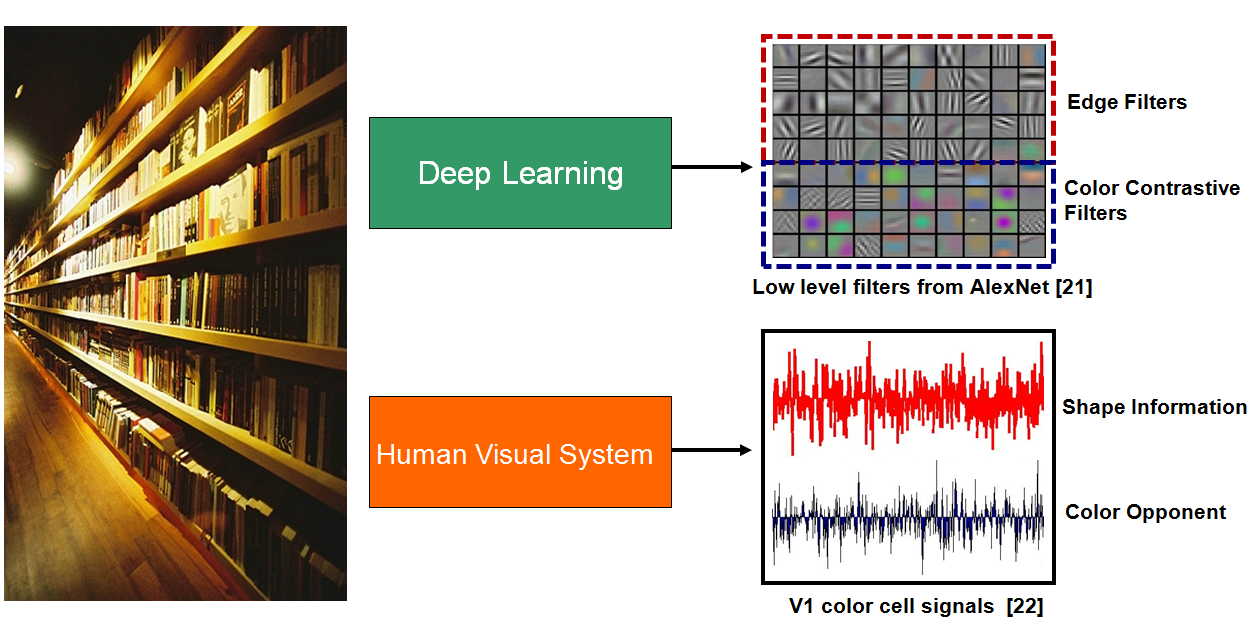 Deep Learning
Edge Filters
Color Contrastive
Filters
Low level filters from AlexNet [21]
Human Visual System
Shape Information
Color Opponent
V1 color cell signals [22]